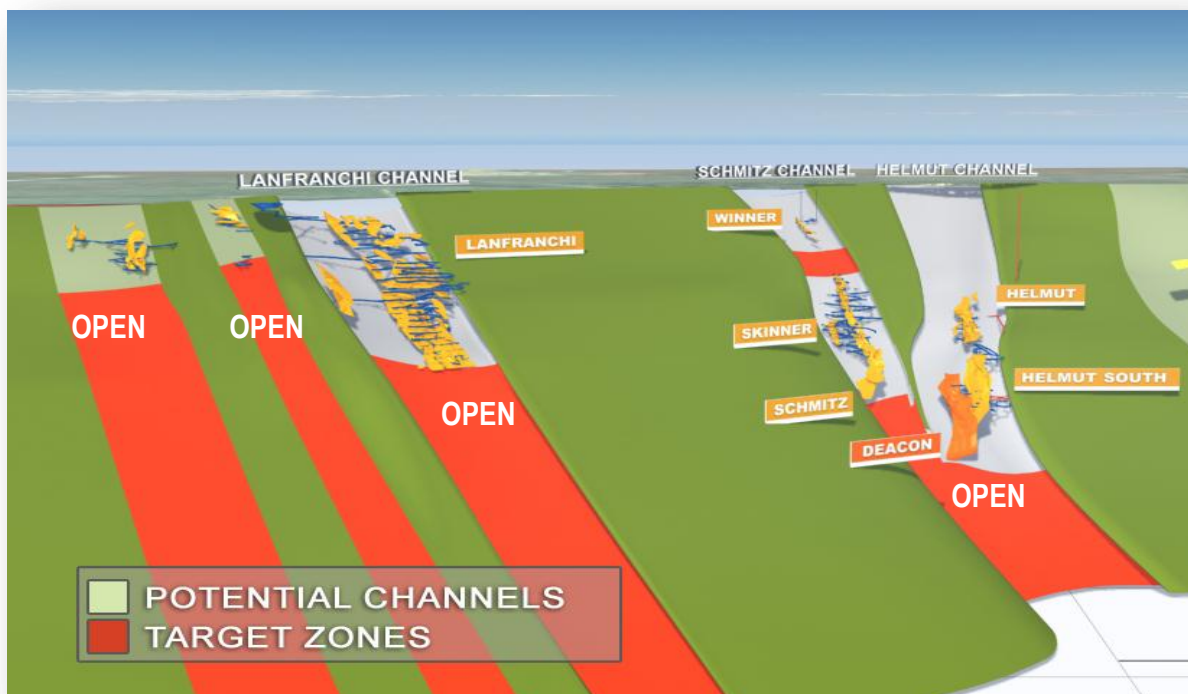 LANFRANCHI CHANNEL
SCHMITZ CHANNEL
HELMUT CHANNEL
WINNER
LANFRANCHI
HELMUT
OPEN
OPEN
SKINNER
HELMUT SOUTH
OPEN
SCHMITZ
DEACON
OPEN
POTENTIAL CHANNELS
TARGET ZONES